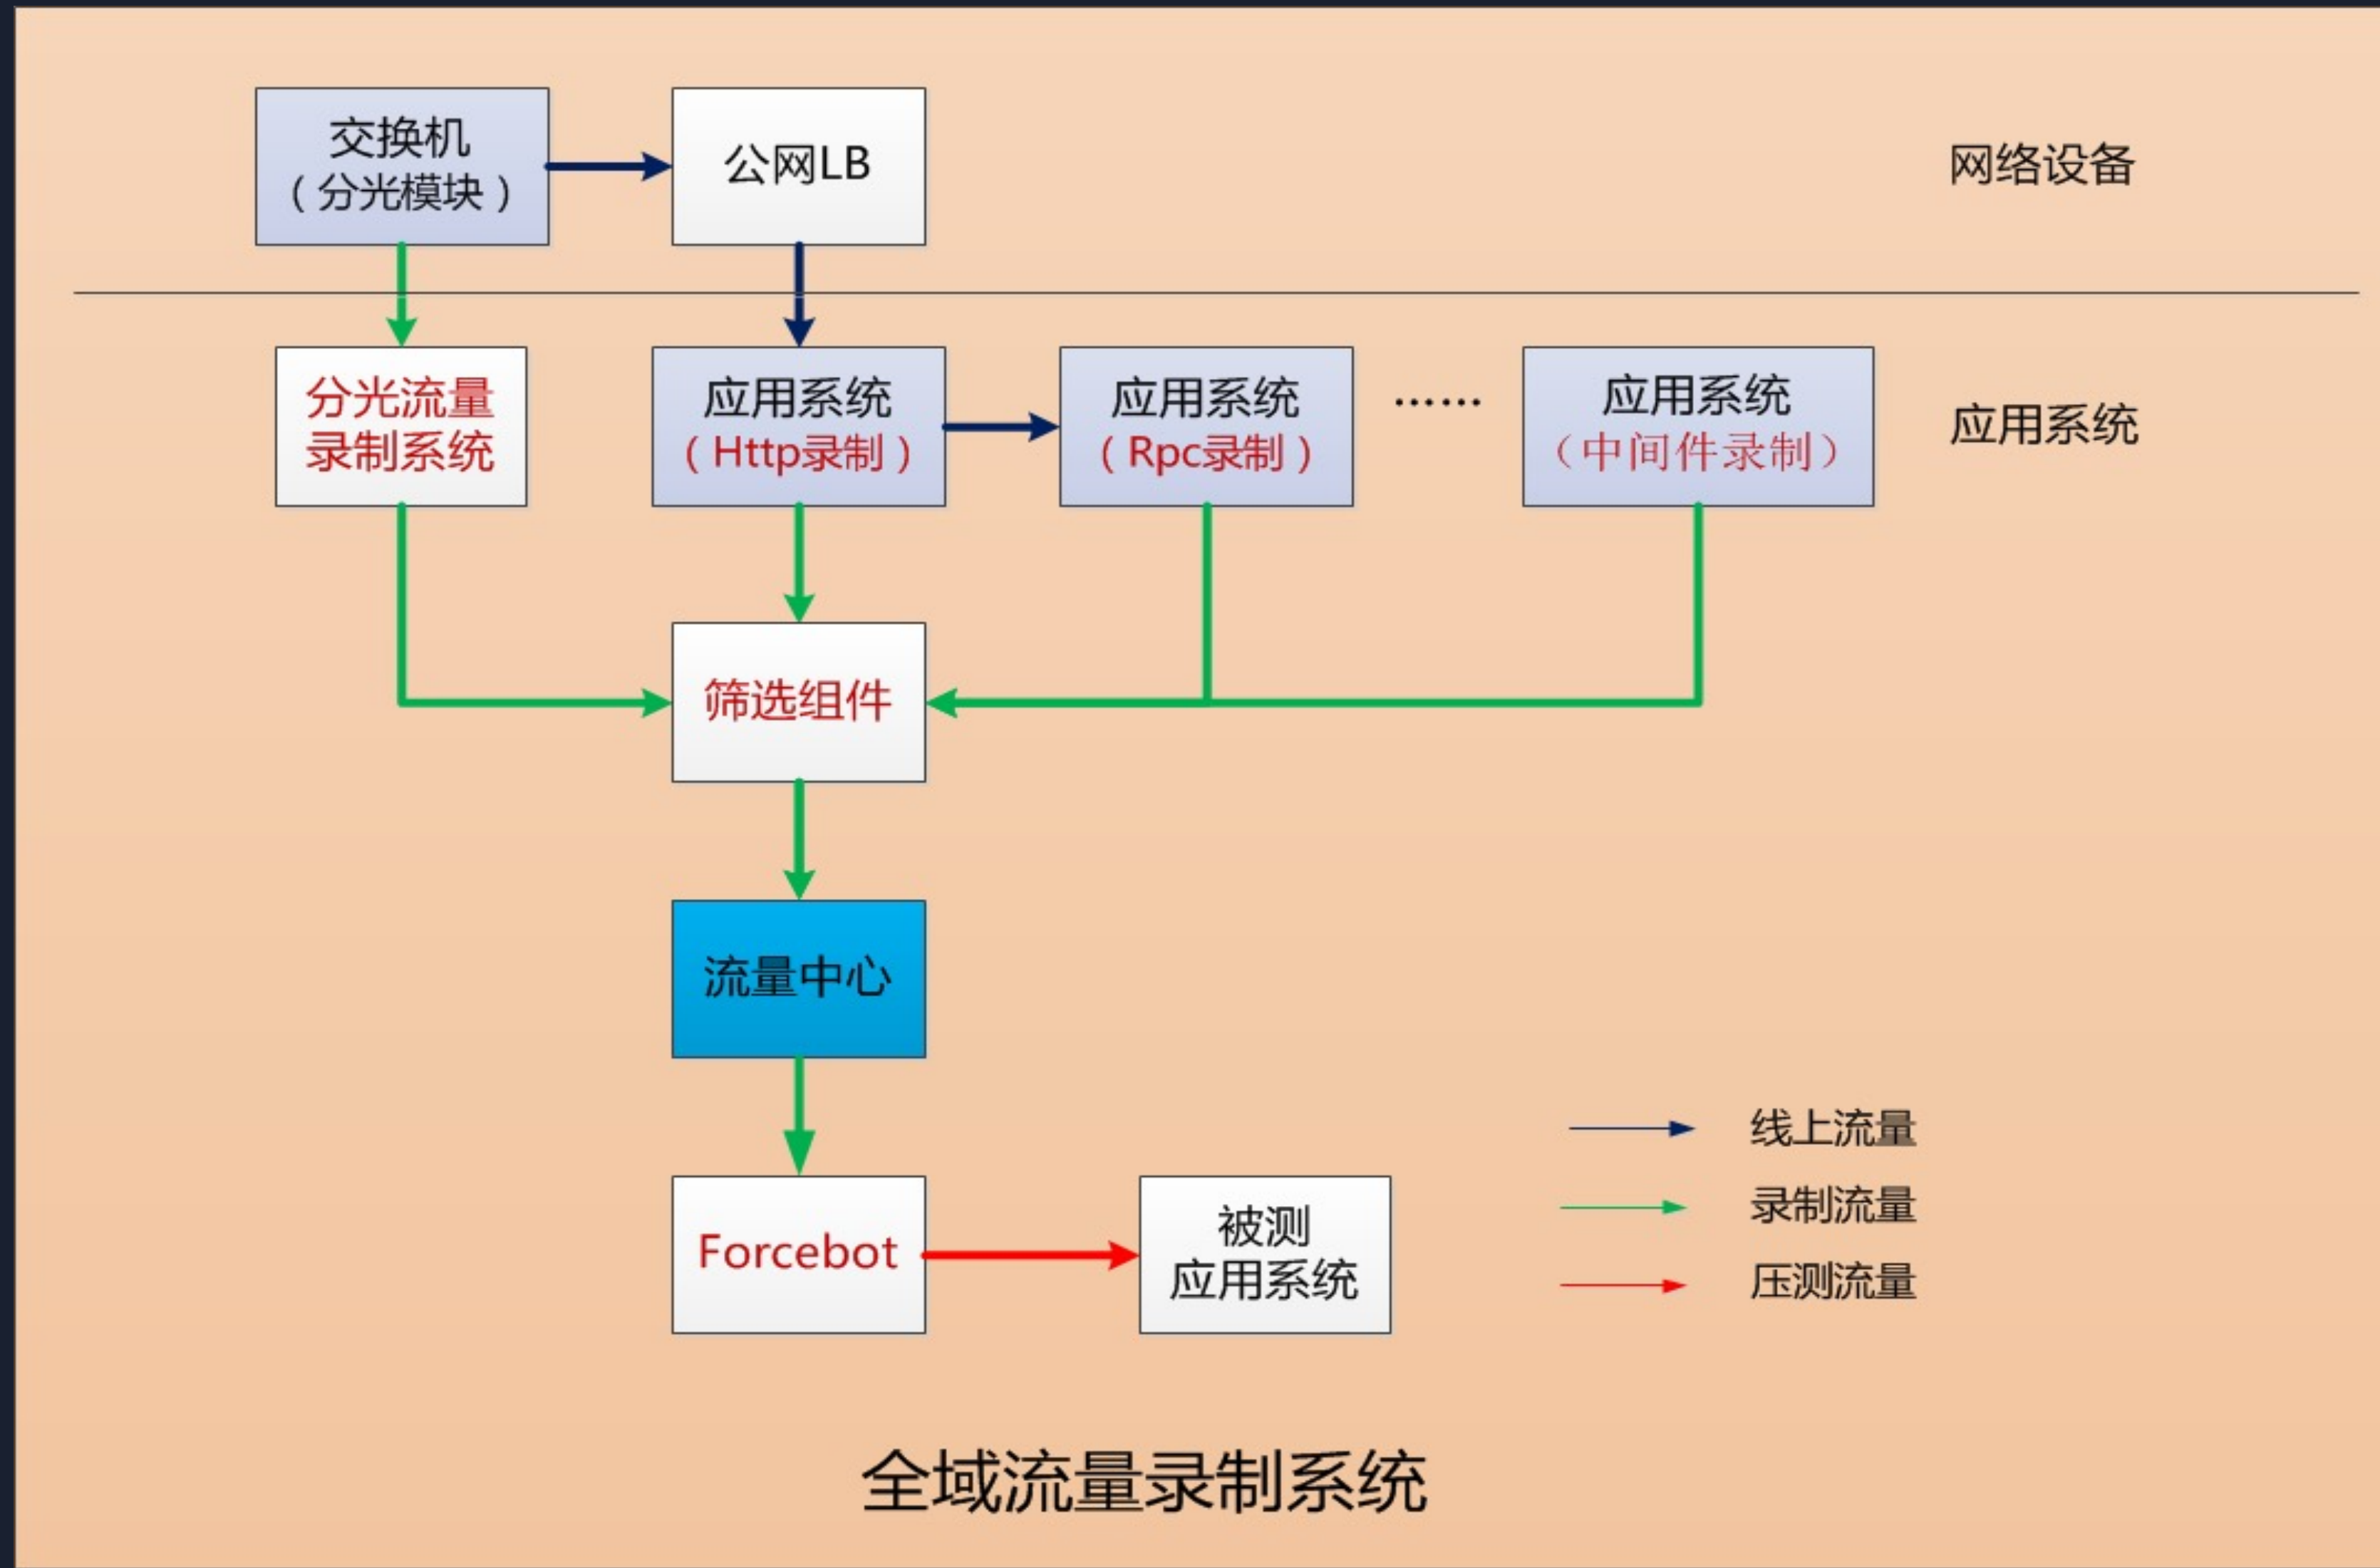 交换机
（分光模块）
公网LB
网络设备
分光流量
录制系统
应用系统
（Http录制）
应用系统
（Rpc录制）
……
应用系统
（中间件录制）
应用系统
筛选组件
流量中心
Forcebot
被测
应用系统
线上流量
录制流量
压测流量
全域流量录制系统